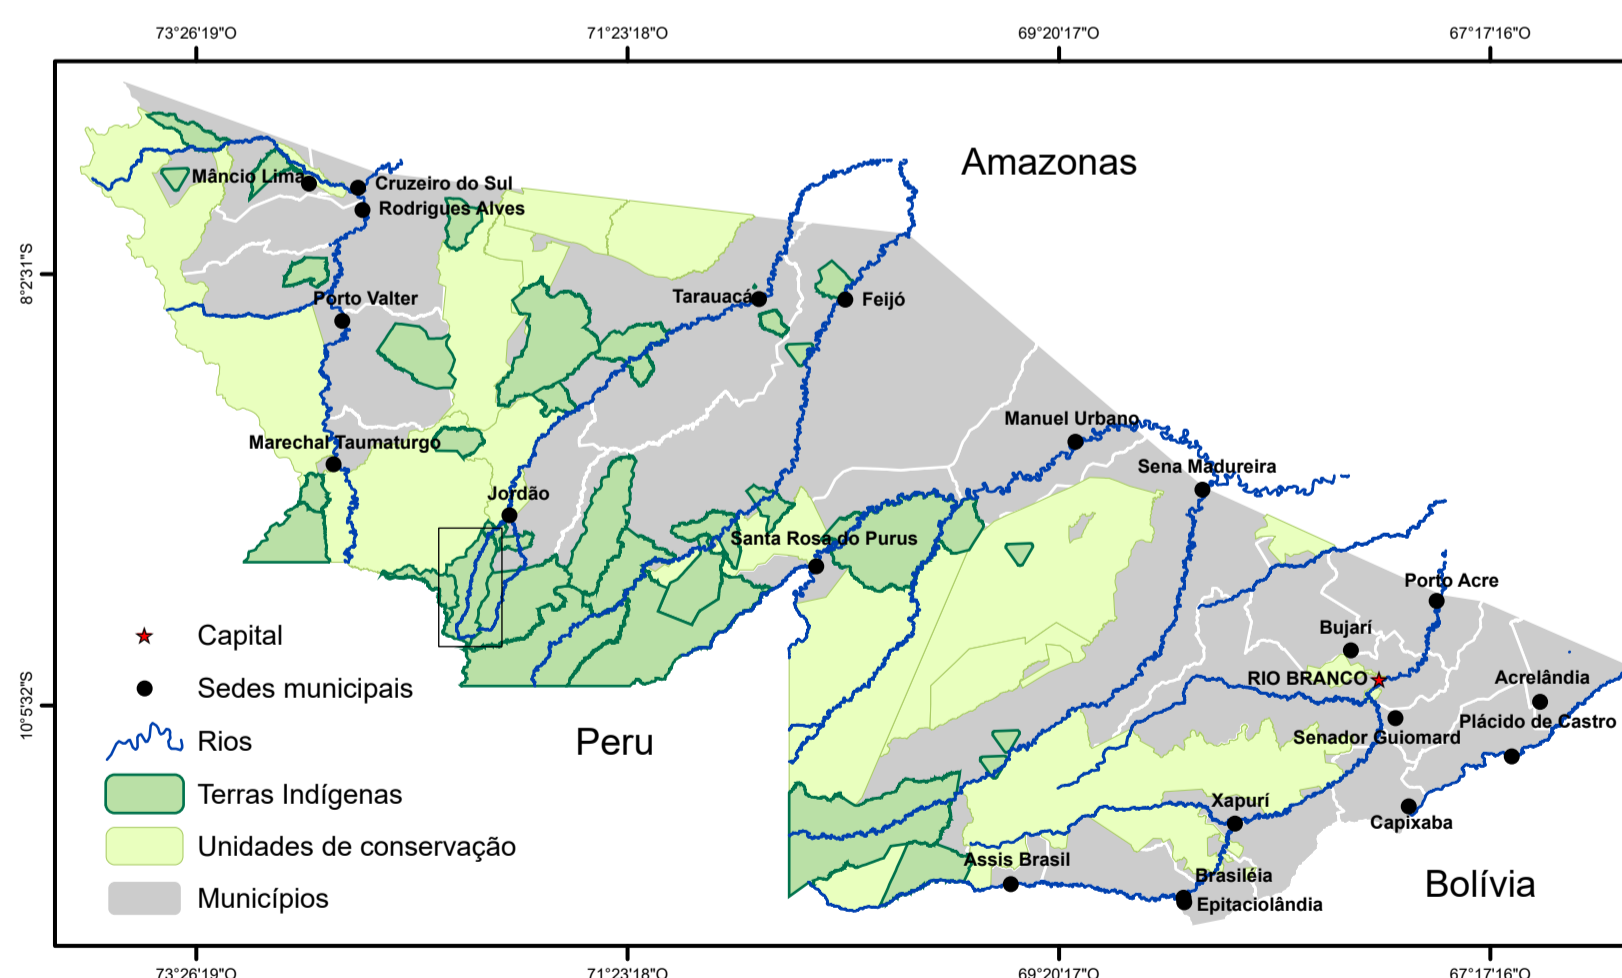 73°26'19"O
71°23'18"O
69°20'17"O
67°17'16"O
Amazonas
Mâncio Lima
Cruzeiro do Sul
Rodrigues Alves
8°2'31"S
Porto Valter
Tarauacá
Feijó
Manuel Urbano
Marechal Taumaturgo
Sena Madureira
Jordão
Santa Rosa do Purus
Porto Acre
Bujarí
RIO BRANCO
Acrelândia
10°5'32"S
Plácido de Castro
Senador Guiomard
Peru
Xapurí
Capixaba
Assis Brasil
Brasiléia
Epitaciolândia
Bolívia
Capital
Sedes municipais
Rios
Terras Indígenas
Unidades de conservação
Municípios
73°26'19"O
71°23'18"O
69°20'17"O
67°17'16"O